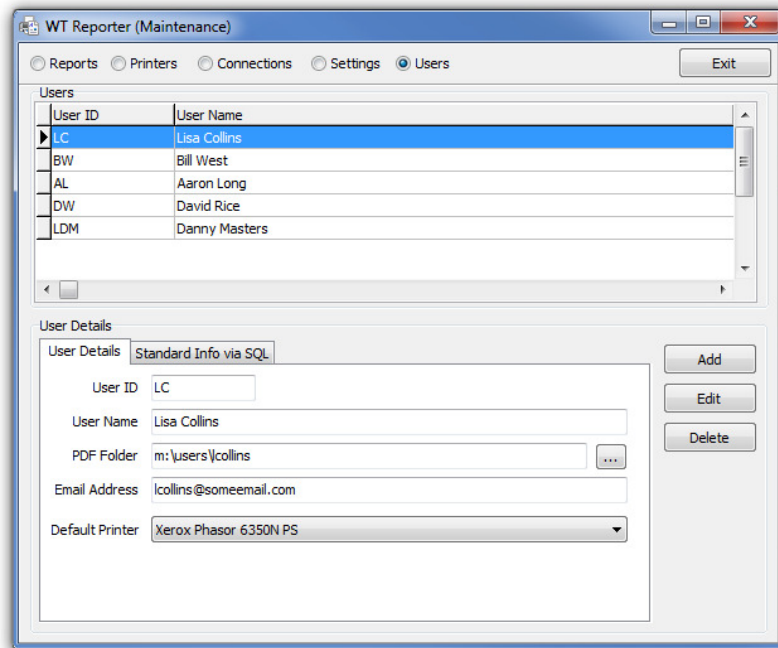 WT Reporter (Maintenance)
Reports Printers Connections Settings Users Exit
Users
User ID User Name
LC Lisa Collins
BW Bill West
AL Aaron Long
DW David Rice
LDM Danny Masters
User Details
User Details Standard Info via SQL
User ID LC
User Name Lisa Collins
PDF Folder m:\users\lcollins ...
Email Address lcollins@someemail.com
Default Printer Xerox Phasor 6350N PS
Add
Edit
Delete